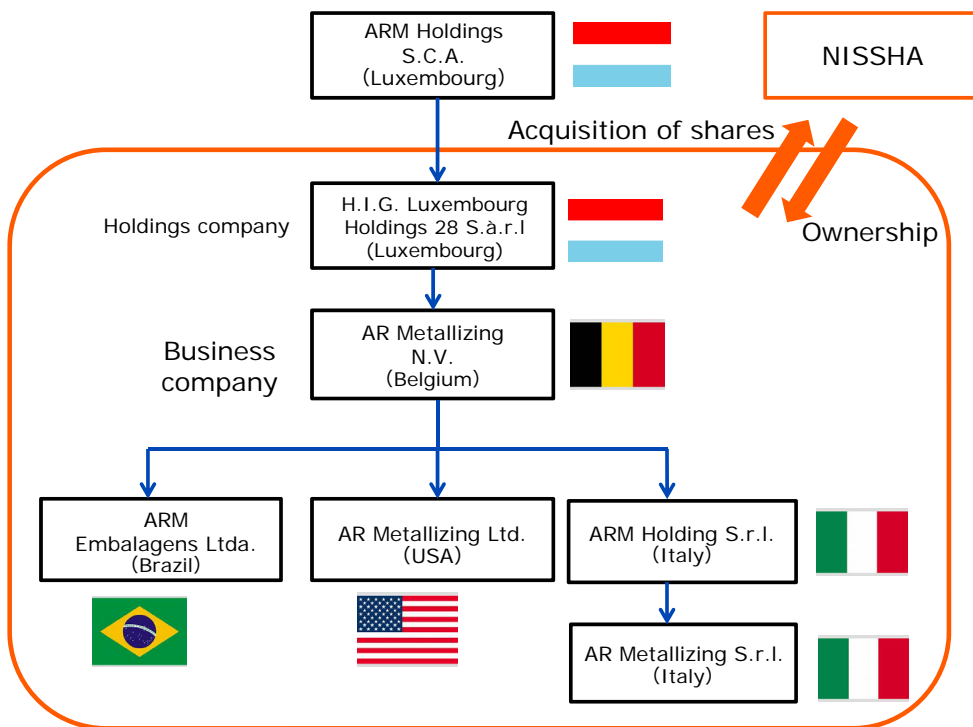 ARM Holdings
S.C.A.
(Luxembourg)
NISSHA
Acquisition of shares
Holdings company
H.I.G. Luxembourg
Holdings 28 S.à.r.l
(Luxembourg)
Ownership
Business
company
AR Metallizing
N.V.
(Belgium)
ARM
Embalagens Ltda.
(Brazil)
AR Metallizing Ltd.
(USA)
ARM Holding S.r.l.
(Italy)
AR Metallizing S.r.l.
(Italy)